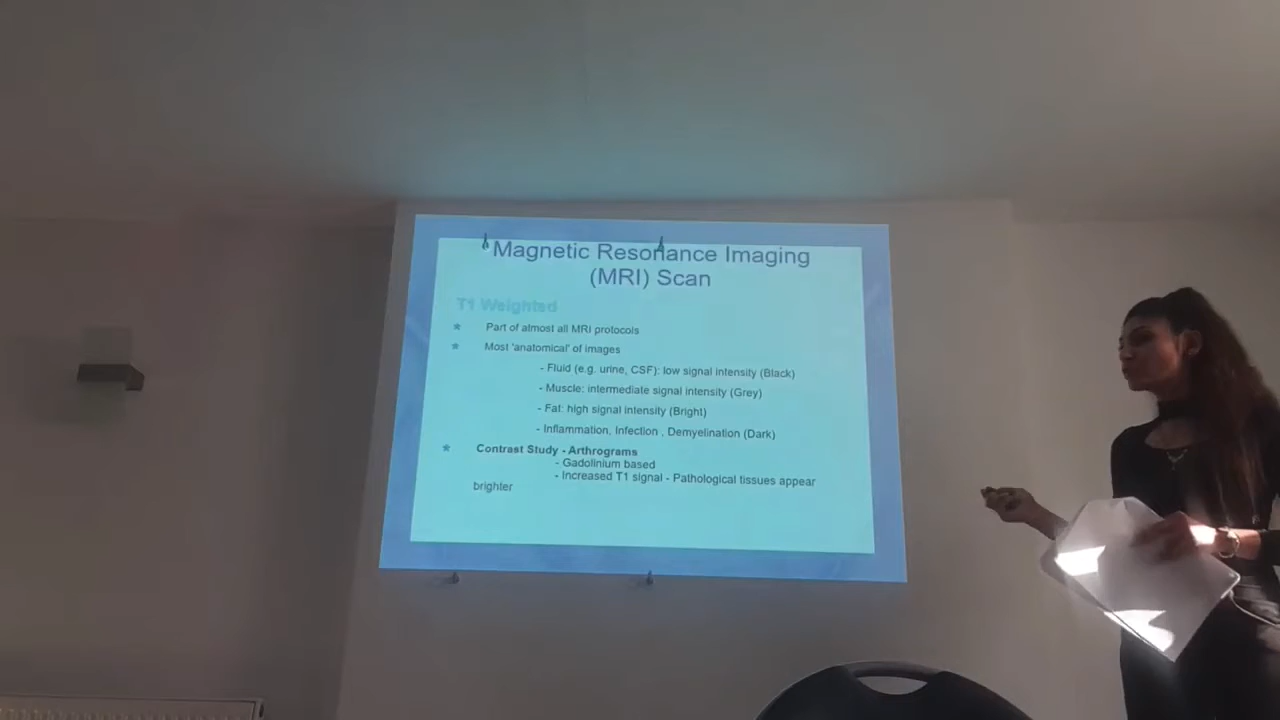 Magnetic Resonance Imaging
(MRI) Scan
T1 Weighted
* Part of almost all MRI protocols
* Most 'anatomical' of images
- Fluid (e.g. urine, CSF): low signal intensity (Black)
- Muscle: intermediate signal intensity (Grey)
- Fat: high signal intensity (Bright)
- Inflammation, Infection , Demyelination (Dark)
* Contrast Study - Arthrograms
- Gadolinium based
- Increased T1 signal - Pathological tissues appear
brighter